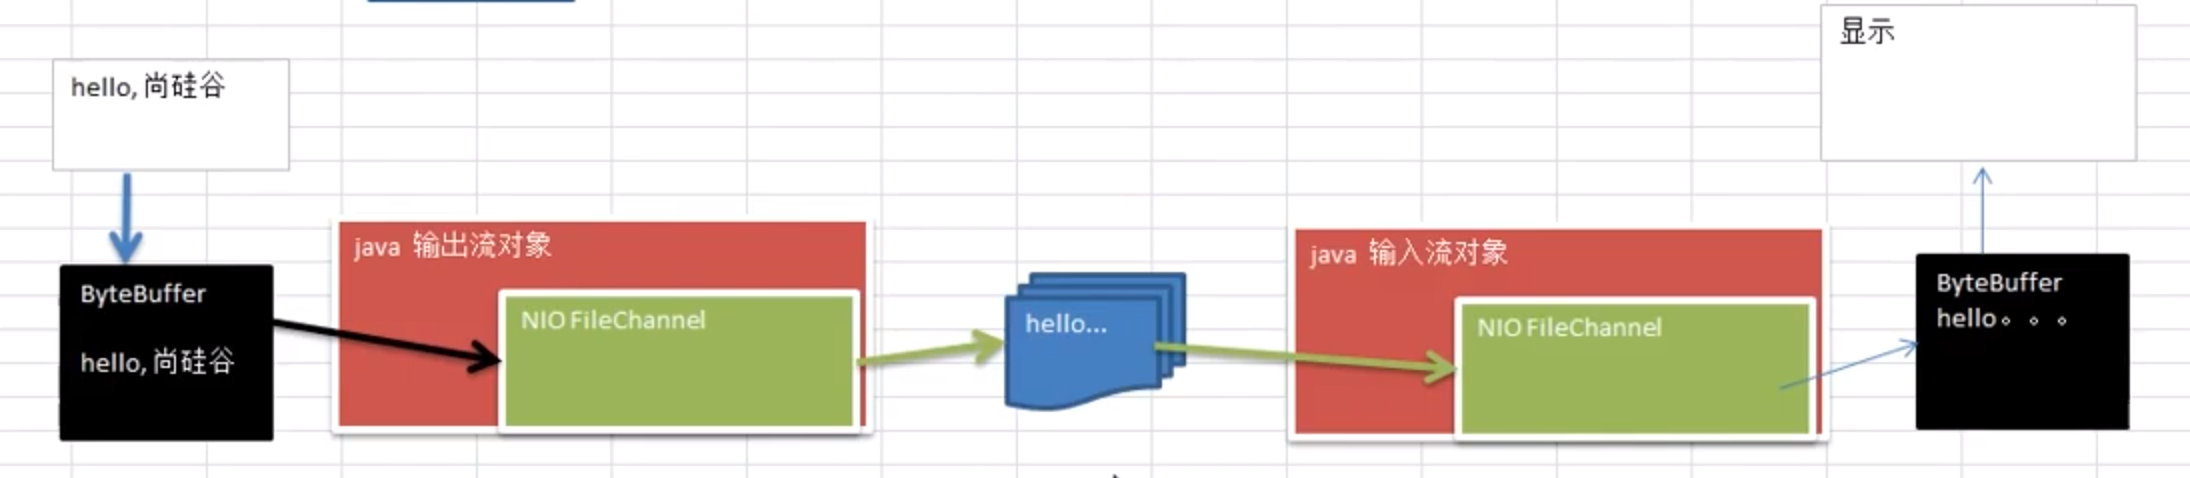 hello, 尚硅谷
ByteBuffer
hello, 尚硅谷
java 输出流对象
NIO FileChannel
hello...
java 输入流对象
NIO FileChannel
ByteBuffer
hello。。。
显示